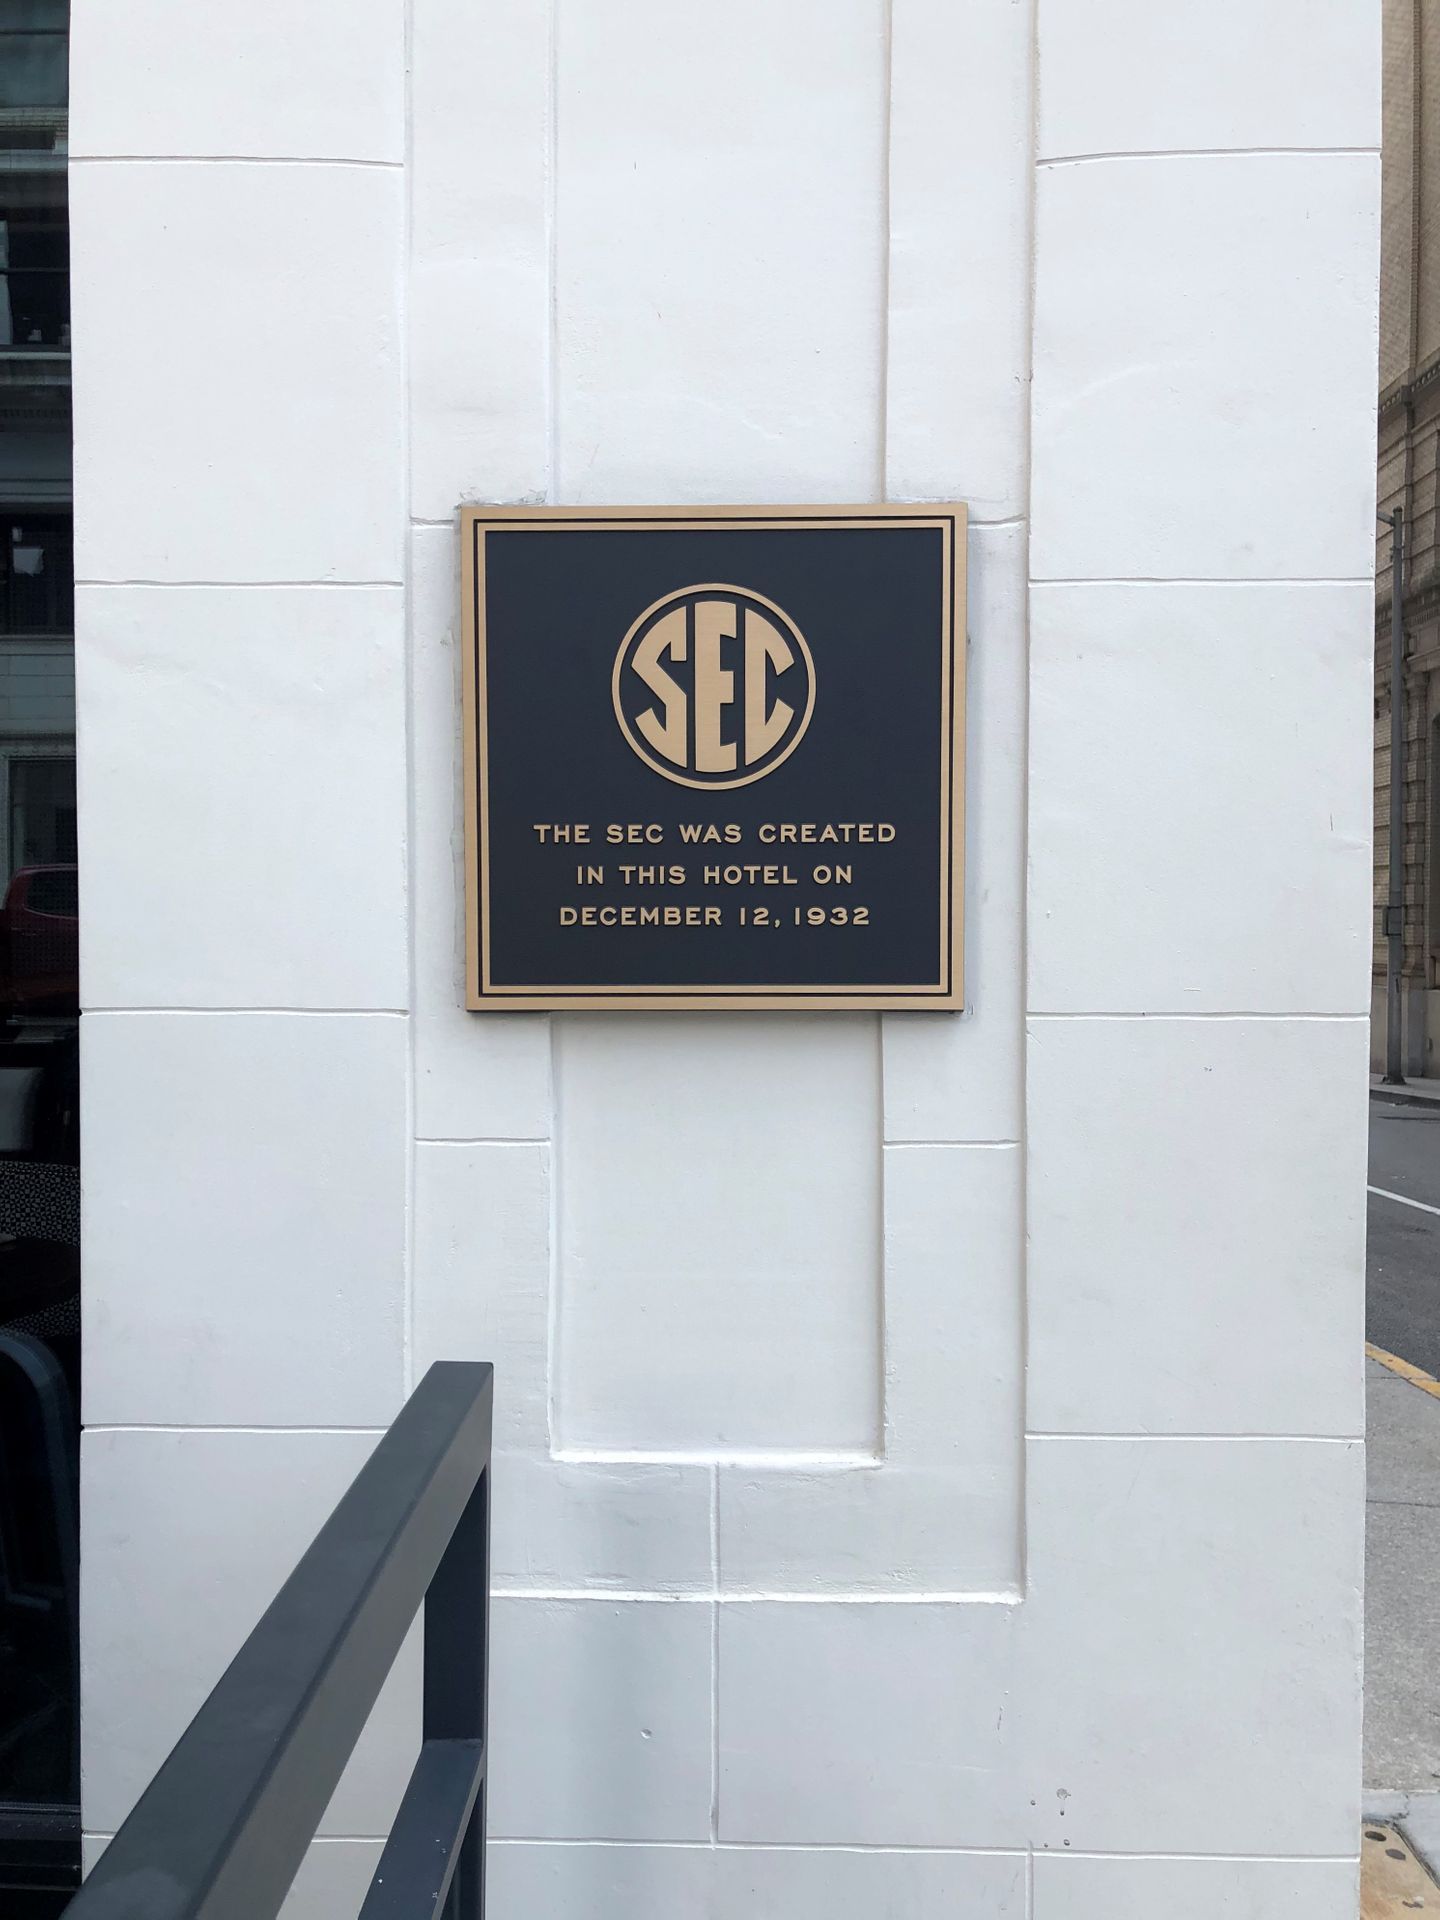 SEC
THE SEC WAS CREATED
IN THIS HOTEL ON
DECEMBER 12, 1932